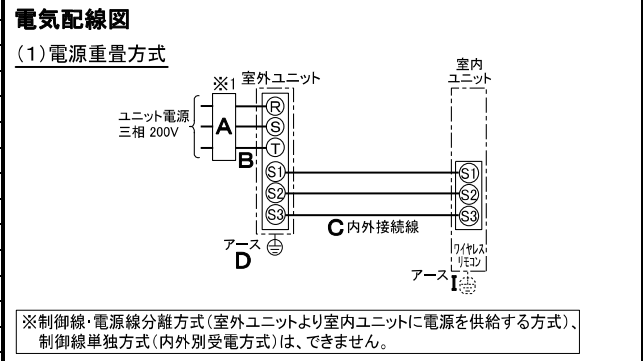 電気配線図
(1)電源重畳方式
※1
室外ユニット
室内
ユニット
ユニット電源
三相 200V
A
B
R
S
T
S1
S2
S3
S1
S2
S3
C 内外接続線
アース
D
ワイヤレス
リモコン
アース
I
※制御線・電源線分離方式(室外ユニットより室内ユニットに電源を供給する方式)、
制御線単独方式(内外別受電方式)は、できません。